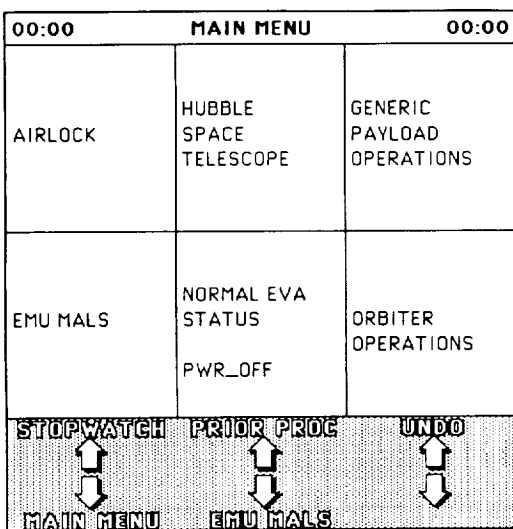 00:00 MAIN MENU 00:00
AIRLOCK
HUBBLE
SPACE
TELESCOPE
GENERIC
PAYLOAD
OPERATIONS
EMU MALS
NORMAL EVA
STATUS
PWR_OFF
ORBITER
OPERATIONS
STOPWATCH PRIOR PROC UNDO
MAIN MENU EMU MALS